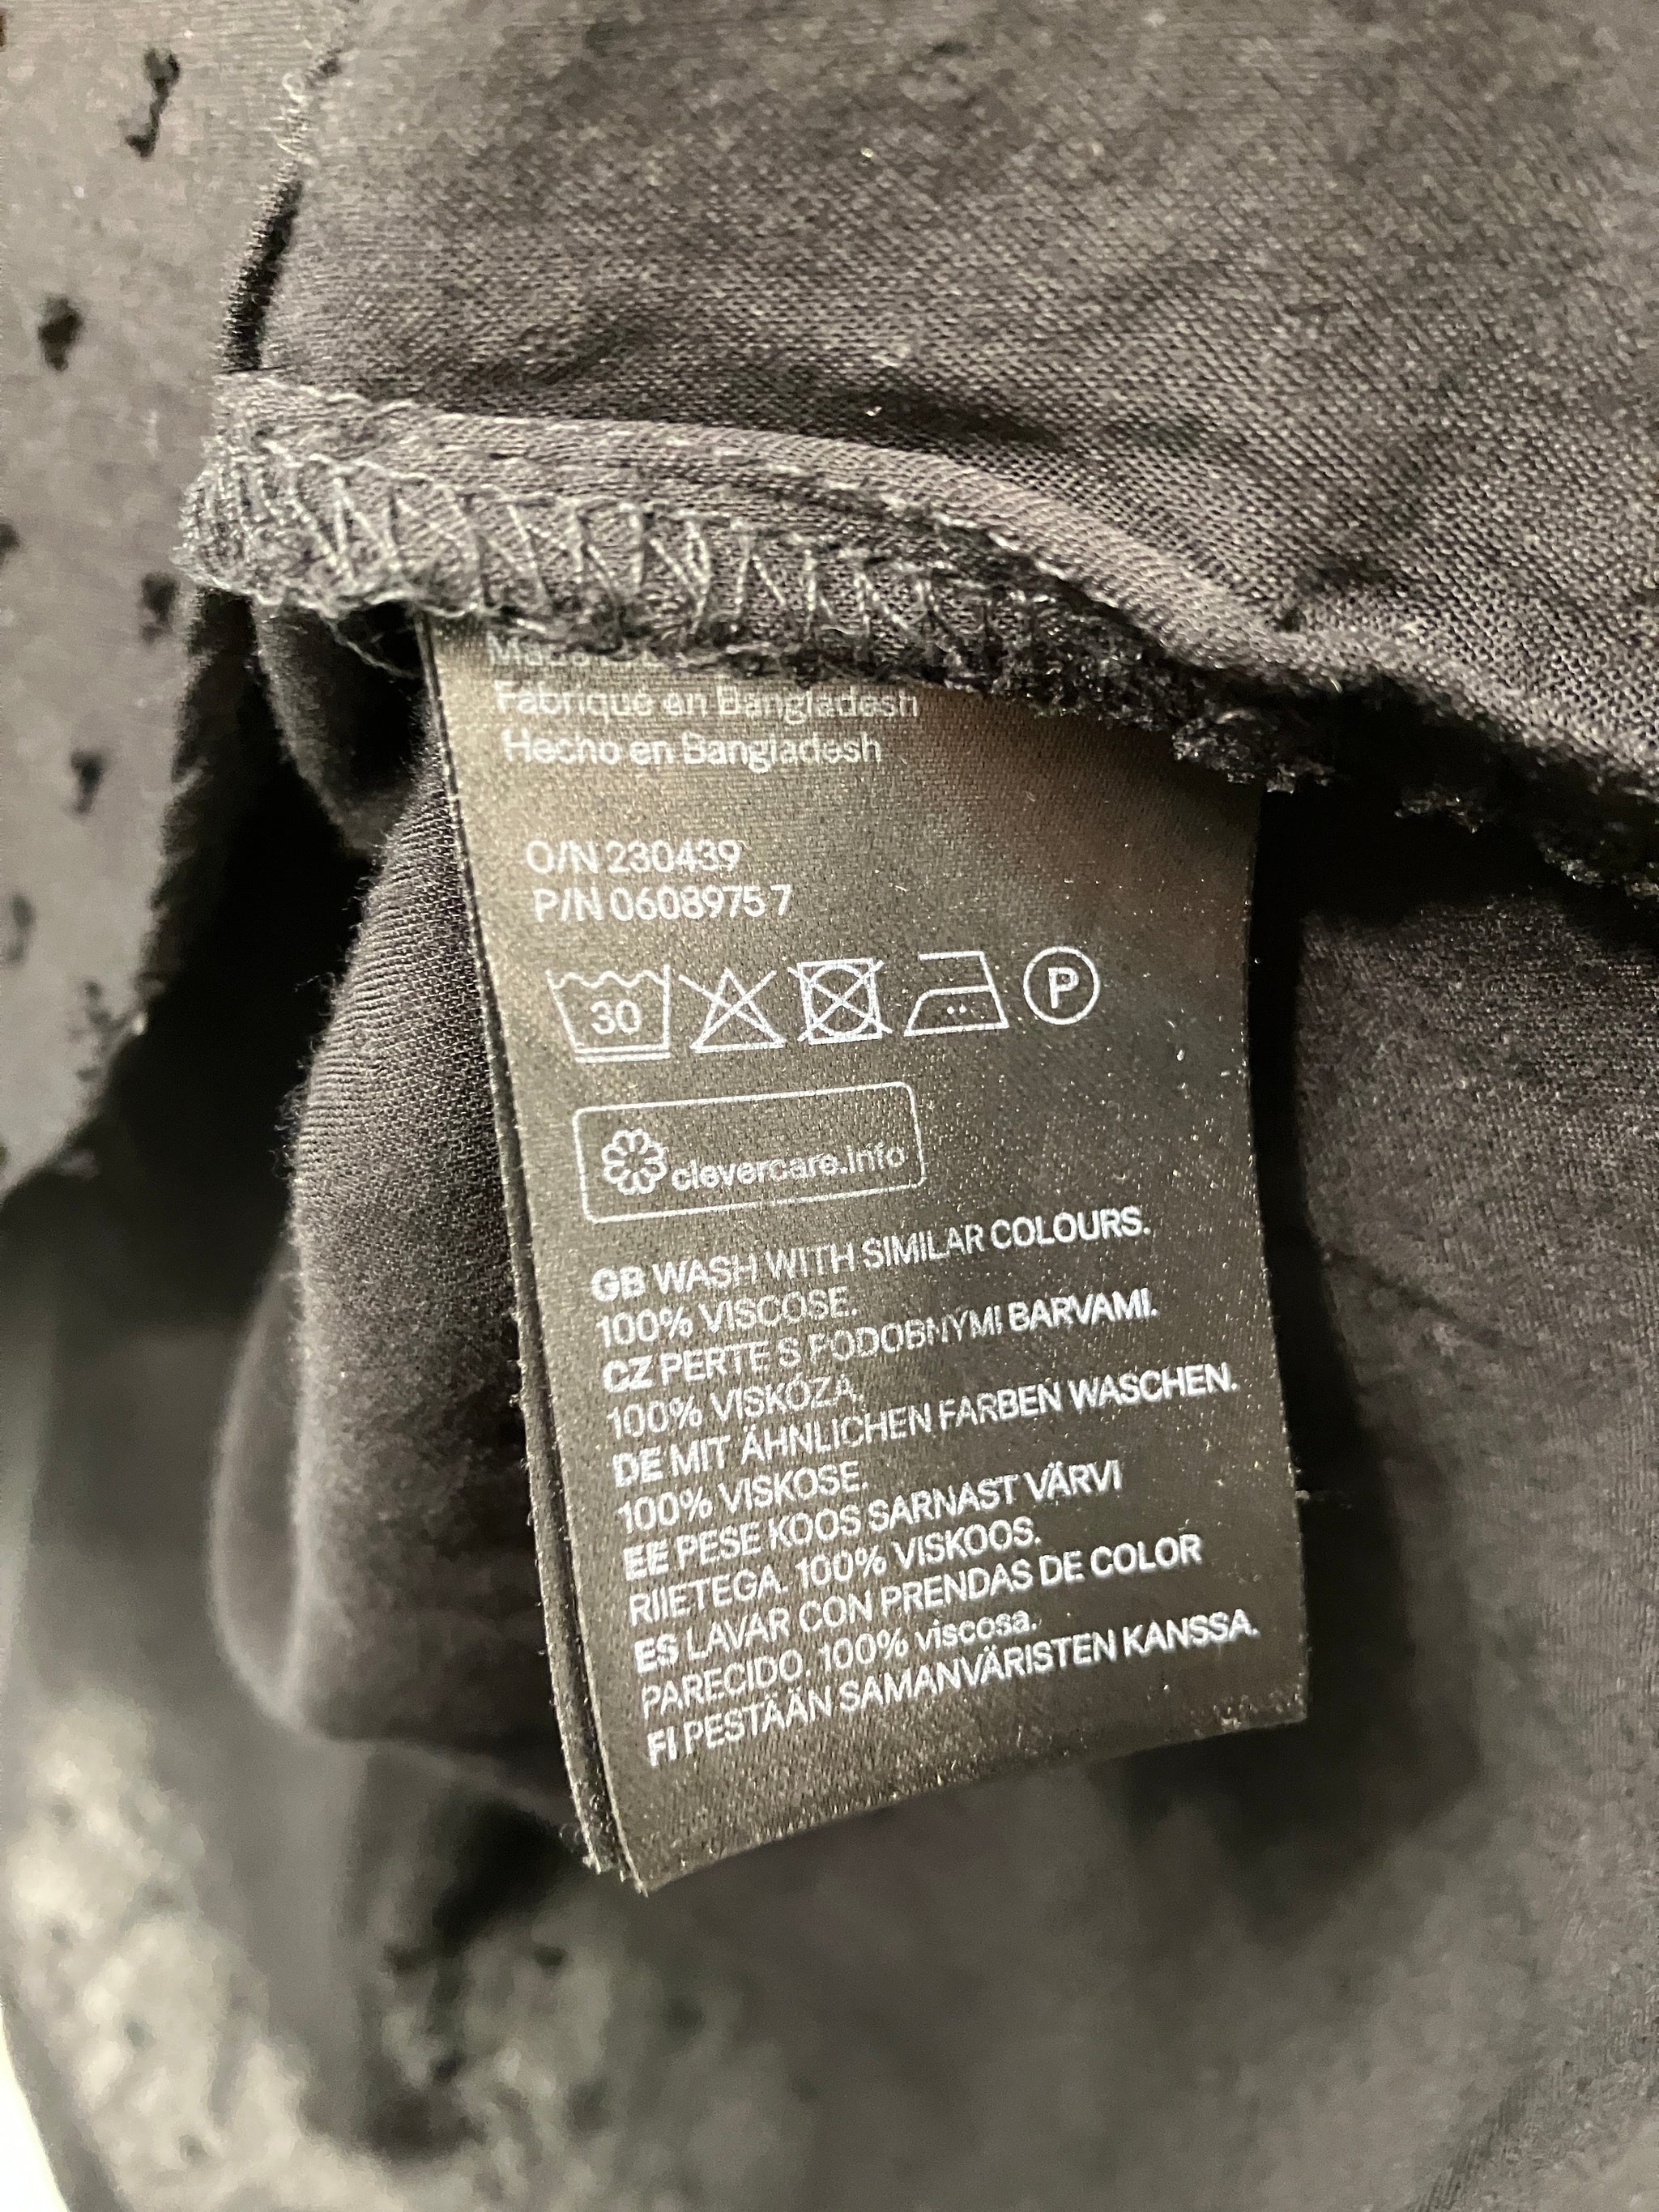 Fabriqué en Bangladesh
Hecho en Bangladesh
O/N 230439
P/N 06089757
30
P
clevercare.info
GB WASH WITH SIMILAR COLOURS.
100% VISCOSE.
CZ PERTE S PODOBNÝMI BARVAMI.
100% VISKÓZA.
DE MIT ÄHNLICHEN FARBEN WASCHEN.
100% VISKOSE.
EE PESE KOOS SARNAST VÄRVI
RIIETEGA. 100% VISKOOS.
ES LAVAR CON PRENDAS DE COLOR
PARECIDO. 100% viscosa.
FI PESTÄÄN SAMANVÄRISTEN KANSSA.